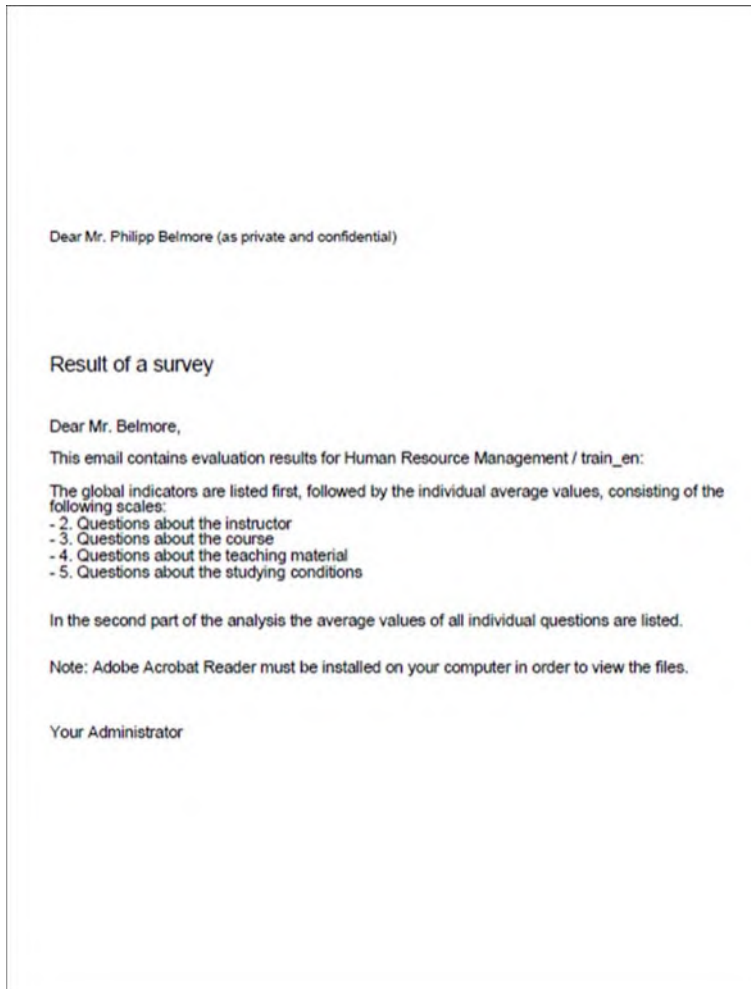 Dear Mr. Philipp Belmore (as private and confidential)
Result of a survey
Dear Mr. Belmore,
This email contains evaluation results for Human Resource Management / train_en:
The global indicators are listed first, followed by the individual average values, consisting of the
following scales:
- 2. Questions about the instructor
- 3. Questions about the course
- 4. Questions about the teaching material
- 5. Questions about the studying conditions
In the second part of the analysis the average values of all individual questions are listed.
Note: Adobe Acrobat Reader must be installed on your computer in order to view the files.
Your Administrator